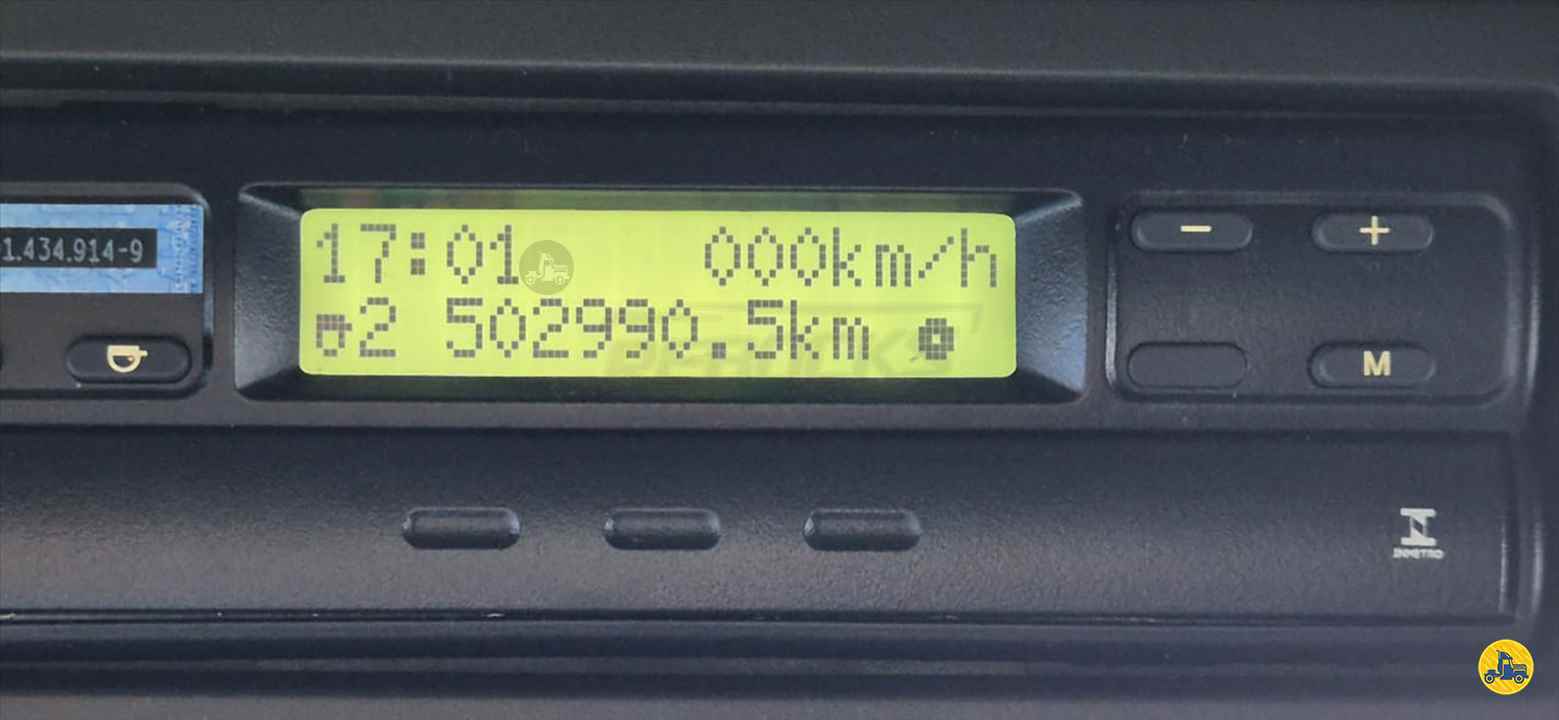 17:01 000km/h
2 502990.5km
1.434.914-9
− +
M
INMETRO